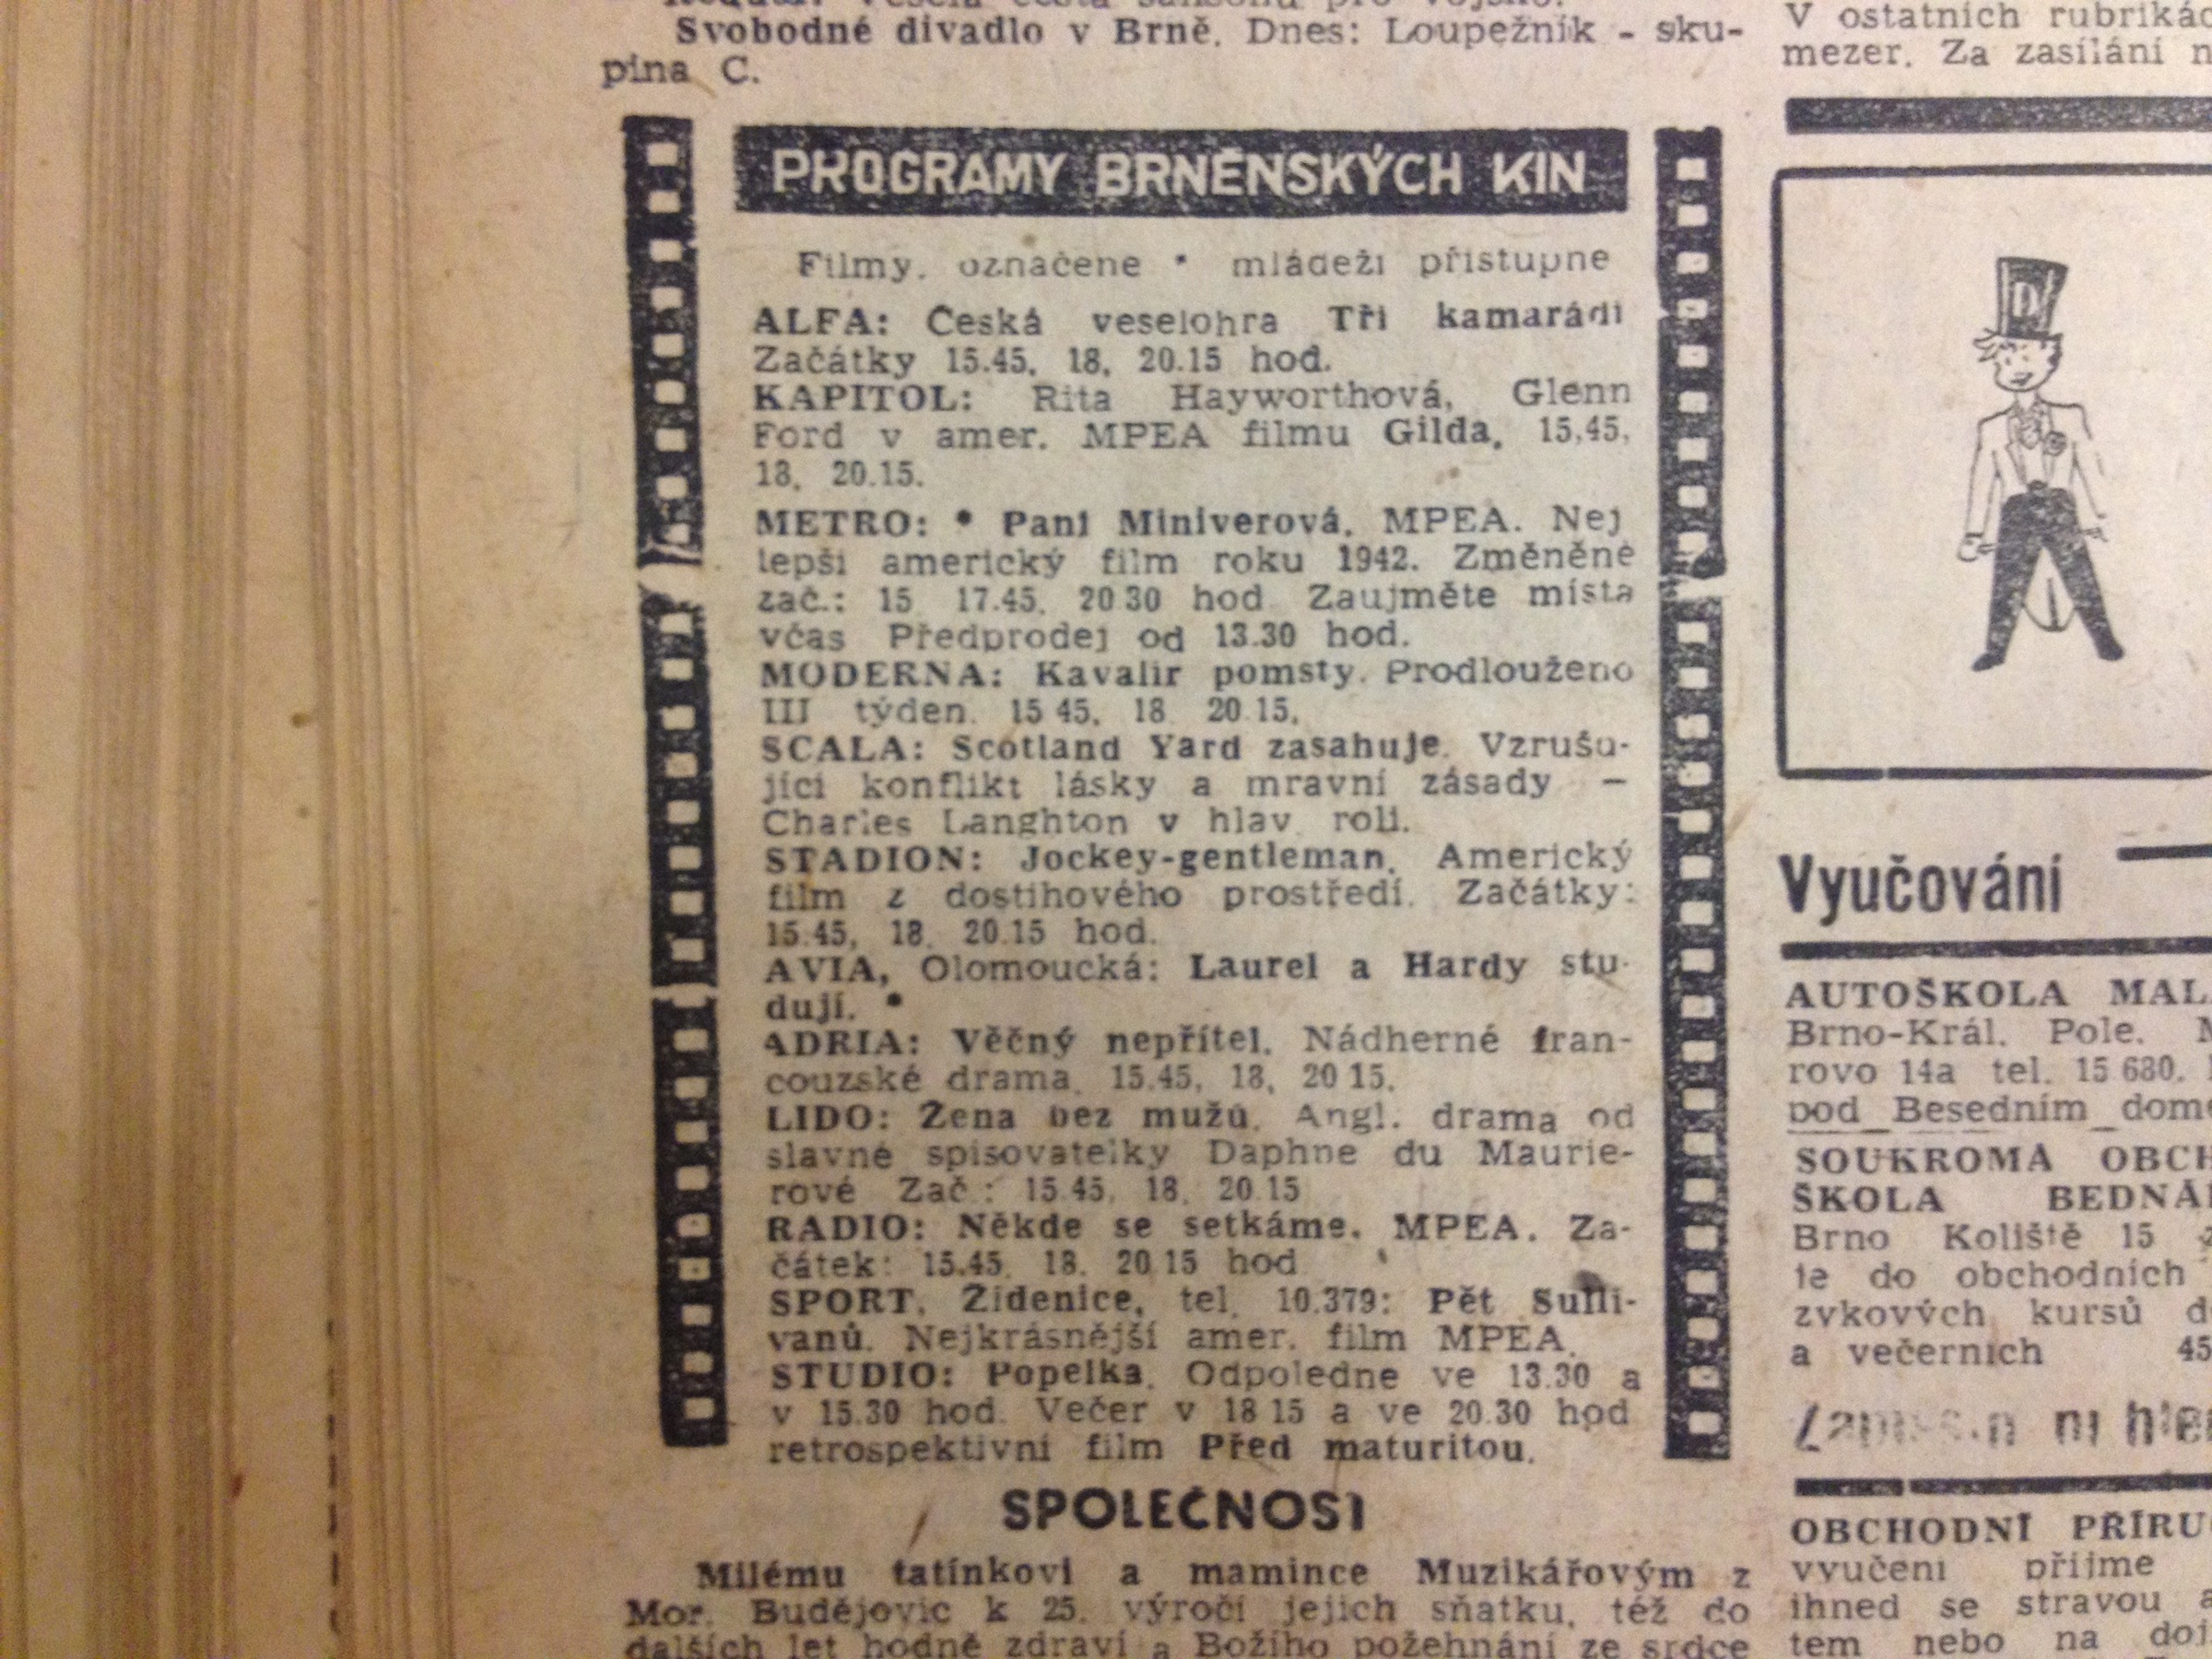 Svobodné divadlo v Brně. Dnes: Loupežník - sku-
pina C.
PROGRAMY BRNĚNSKÝCH KIN
Filmy, označené * mládeži přístupné
ALFA: Česká veselohra Tři kamarádi
Začátky 15.45, 18, 20.15 hod.
KAPITOL: Rita Hayworthová, Glenn
Ford v amer. MPEA filmu Gilda, 15,45,
18, 20.15.
METRO: * Paní Miniverová, MPEA. Nej
lepší americký film roku 1942. Změněné
zač.: 15 17.45, 20 30 hod Zaujměte místa
včas Předprodej od 13.30 hod.
MODERNA: Kavalír pomsty. Prodlouženo
III týden. 15 45, 18 20 15,
SCALA: Scotland Yard zasahuje. Vzrušu-
jící konflikt lásky a mravní zásady —
Charles Langhton v hlav roli.
STADION: Jockey-gentleman. Americký
film z dostihového prostředí. Začátky:
15.45, 18, 20.15 hod.
AVIA, Olomoucká: Laurel a Hardy stu-
dují. *
ADRIA: Věčný nepřítel. Nádherné fran-
couzské drama. 15.45, 18, 20 15.
LIDO: Žena bez mužů. Angl. drama od
slavné spisovatelky Daphne du Maurie-
rové Zač.: 15.45, 18, 20.15
RADIO: Někde se setkáme. MPEA. Za-
čátek: 15.45 18. 20 15 hod
SPORT, Židenice, tel. 10.379: Pět Sulli-
vanů. Nejkrásnější amer. film MPEA.
STUDIO: Popelka. Odpoledne ve 13.30 a
v 15.30 hod. Večer v 18 15 a ve 20.30 hod
retrospektivní film Před maturitou.
SPOLEČNOST
Milému tatínkovi a mamince Muzikářovým z
Mor. Budějovic k 25. výročí jejich sňatku, též do
dalších let hodně zdraví a Božího požehnání ze srdce
V ostatních
mezer. Za zasílání
Vyučování
AUTOŠKOLA
Brno-Král. Pole.
rovo 14a tel. 15 680.
pod Besedním
SOUKROMÁ
ŠKOLA
Brno Koliště 15
je do obchodních
zykových kursů
a večerních 45
OBCHODNÍ
vyučení přijme
ihned se stravou a
tem nebo na